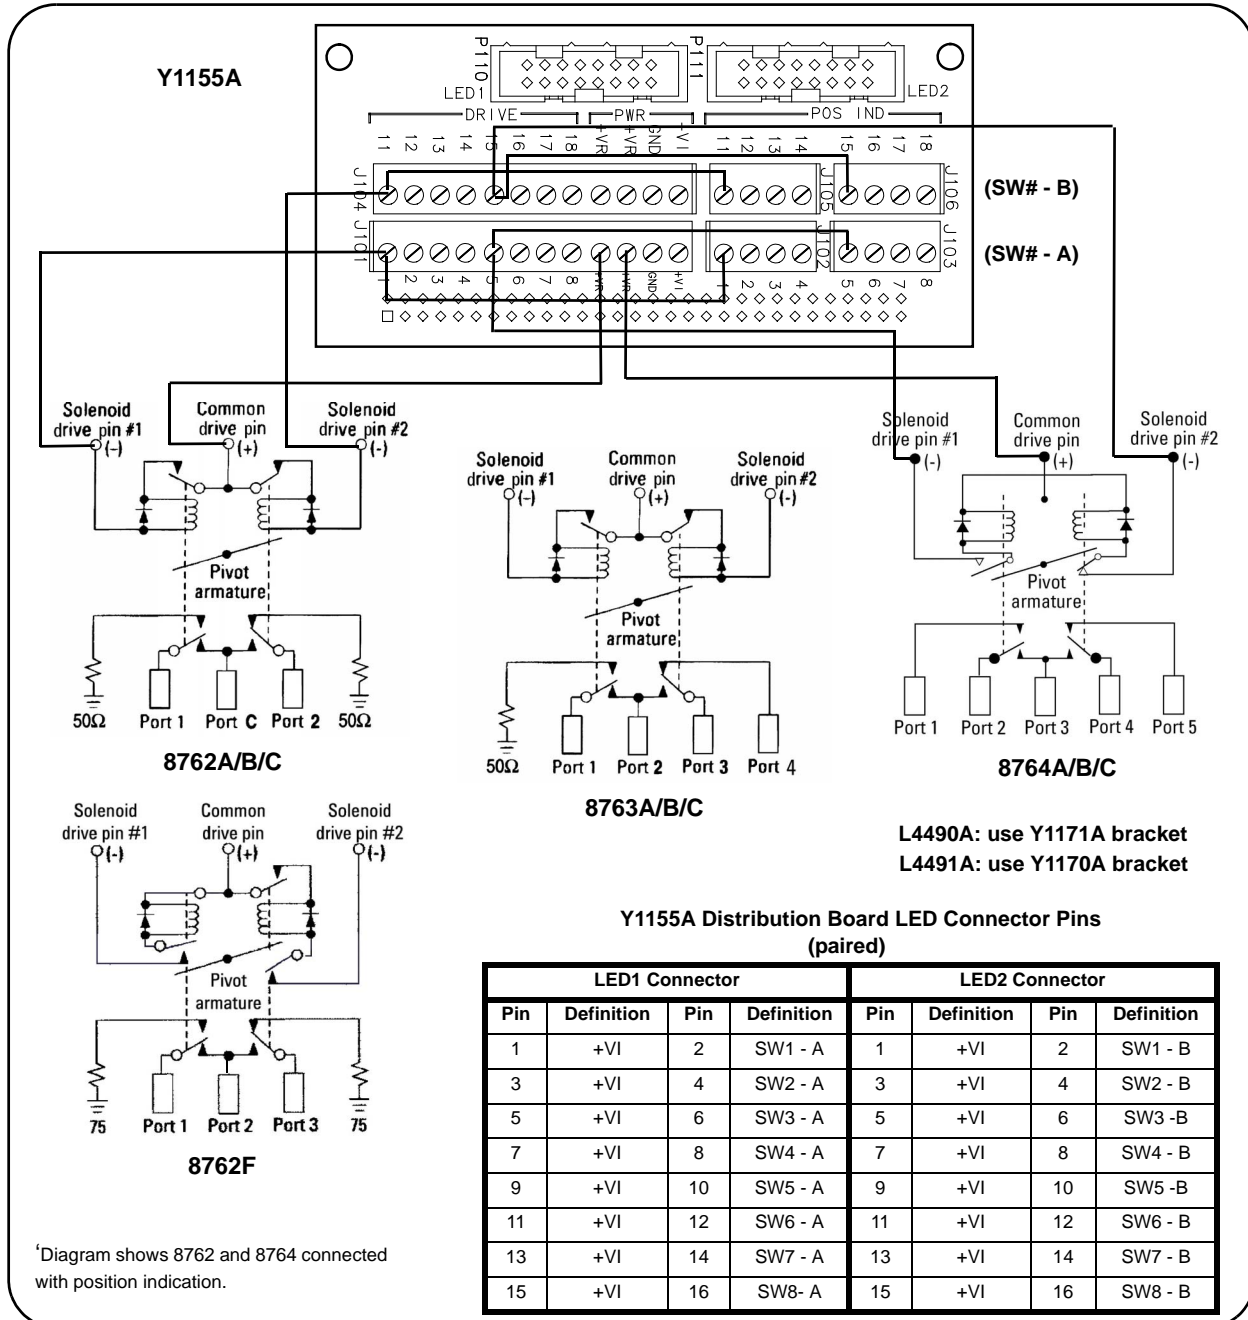 Y1155A
P110
P111
LED1
LED2
DRIVE PWR POS IND
11 12 13 14 15 16 17 18 +VR +VR GND +VI 11 12 13 14 15 16 17 18
J104 J105 J106
(SW# - B)
J101 J102 J103
(SW# - A)
1 2 3 4 5 6 7 8 +VR +VR GND +VI 1 2 3 4 5 6 7 8
Solenoid drive pin #1 (-)
Common drive pin (+)
Solenoid drive pin #2 (-)
Pivot armature
50Ω Port 1 Port C Port 2 50Ω
8762A/B/C
Solenoid drive pin #1 (-)
Common drive pin (+)
Solenoid drive pin #2 (-)
Pivot armature
50Ω Port 1 Port 2 Port 3 Port 4
8763A/B/C
Solenoid drive pin #1 (-)
Common drive pin (+)
Solenoid drive pin #2 (-)
Pivot armature
Port 1 Port 2 Port 3 Port 4 Port 5
8764A/B/C
Solenoid drive pin #1 (-)
Common drive pin (+)
Solenoid drive pin #2 (-)
Pivot armature
75 Port 1 Port 2 Port 3 75
8762F
L4490A: use Y1171A bracket
L4491A: use Y1170A bracket
Y1155A Distribution Board LED Connector Pins
(paired)
LED1 Connector LED2 Connector
Pin Definition Pin Definition Pin Definition Pin Definition
1 +VI 2 SW1 - A 1 +VI 2 SW1 - B
3 +VI 4 SW2 - A 3 +VI 4 SW2 - B
5 +VI 6 SW3 - A 5 +VI 6 SW3 -B
7 +VI 8 SW4 - A 7 +VI 8 SW4 - B
9 +VI 10 SW5 - A 9 +VI 10 SW5 -B
11 +VI 12 SW6 - A 11 +VI 12 SW6 - B
13 +VI 14 SW7 - A 13 +VI 14 SW7 - B
15 +VI 16 SW8- A 15 +VI 16 SW8 - B
‘Diagram shows 8762 and 8764 connected
with position indication.